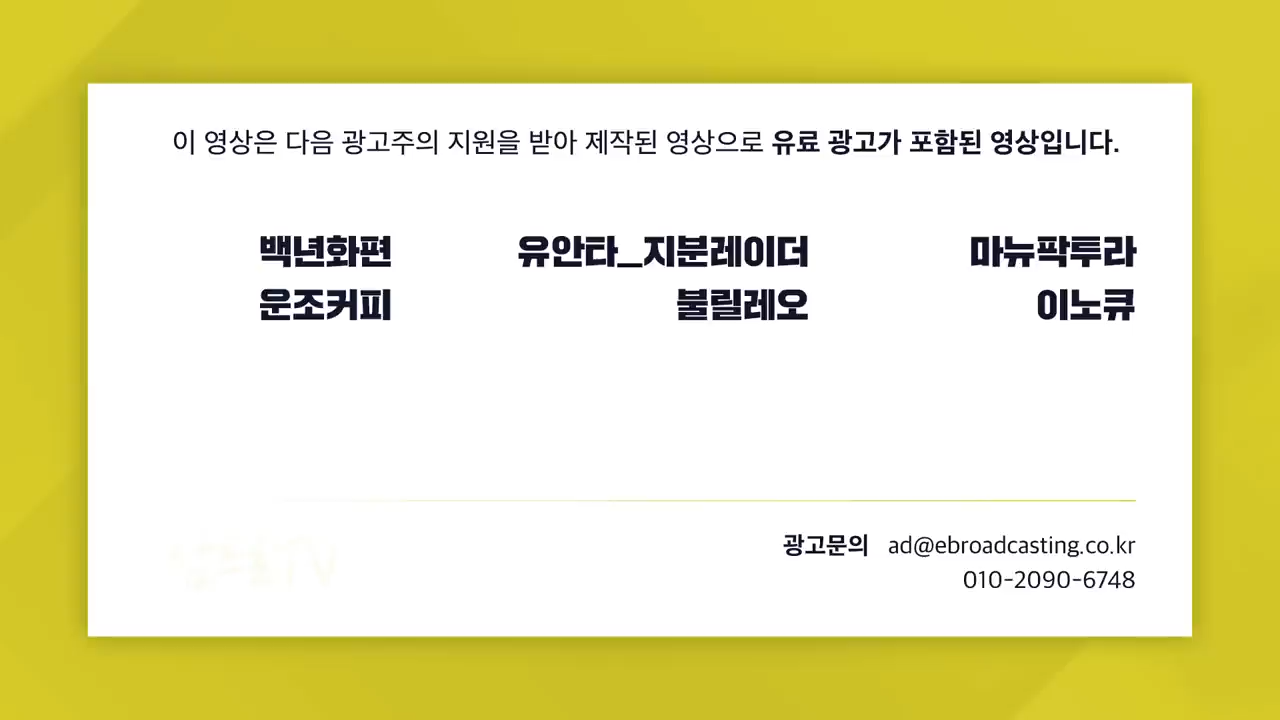 이 영상은 다음 광고주의 지원을 받아 제작된 영상으로 유료 광고가 포함된 영상입니다.
백년화편 유안타_지분레이더 마뉴팍투라
운조커피 불릴레오 이노큐
광고문의 ad@ebroadcasting.co.kr
010-2090-6748